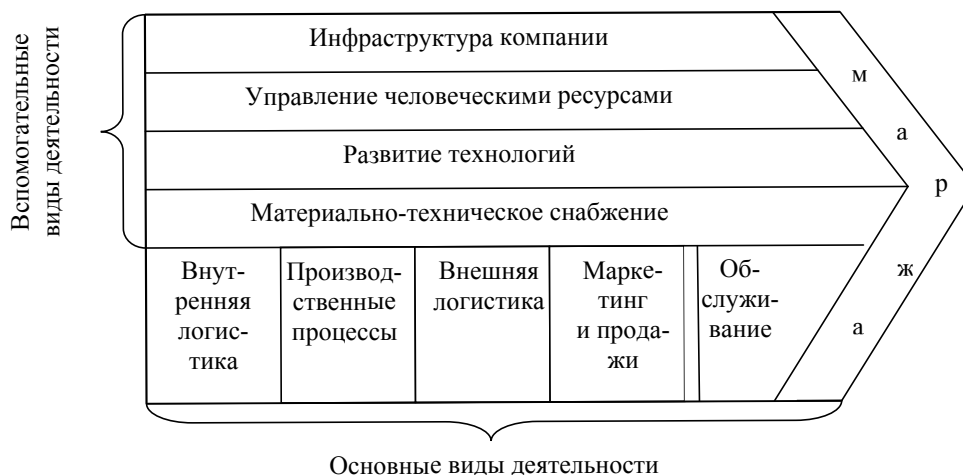 Вспомогательные
виды деятельности
Инфраструктура компании
Управление человеческими ресурсами
Развитие технологий
Материально-техническое снабжение
Внут-
ренняя
логис-
тика
Производ-
ственные
процессы
Внешняя
логистика
Марке-
тинг
и прода-
жи
Об-
служи-
вание
м
а
р
ж
а
Основные виды деятельности